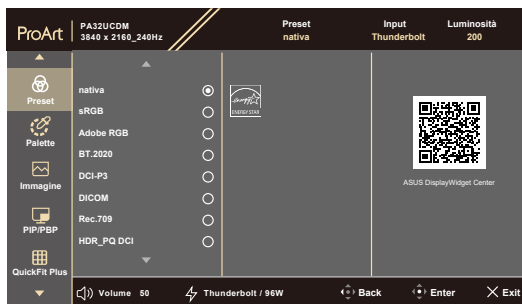 ProArt
PA32UCDM
3840 x 2160_240Hz
Preset
nativa
Input
Thunderbolt
Luminosità
200
Preset
Palette
Immagine
PIP/PBP
QuickFit Plus
nativa
sRGB
Adobe RGB
BT.2020
DCI-P3
DICOM
Rec.709
HDR_PQ DCI
energy
ENERGY STAR
ASUS DisplayWidget Center
Volume 50
Thunderbolt / 96W
Back
Enter
Exit